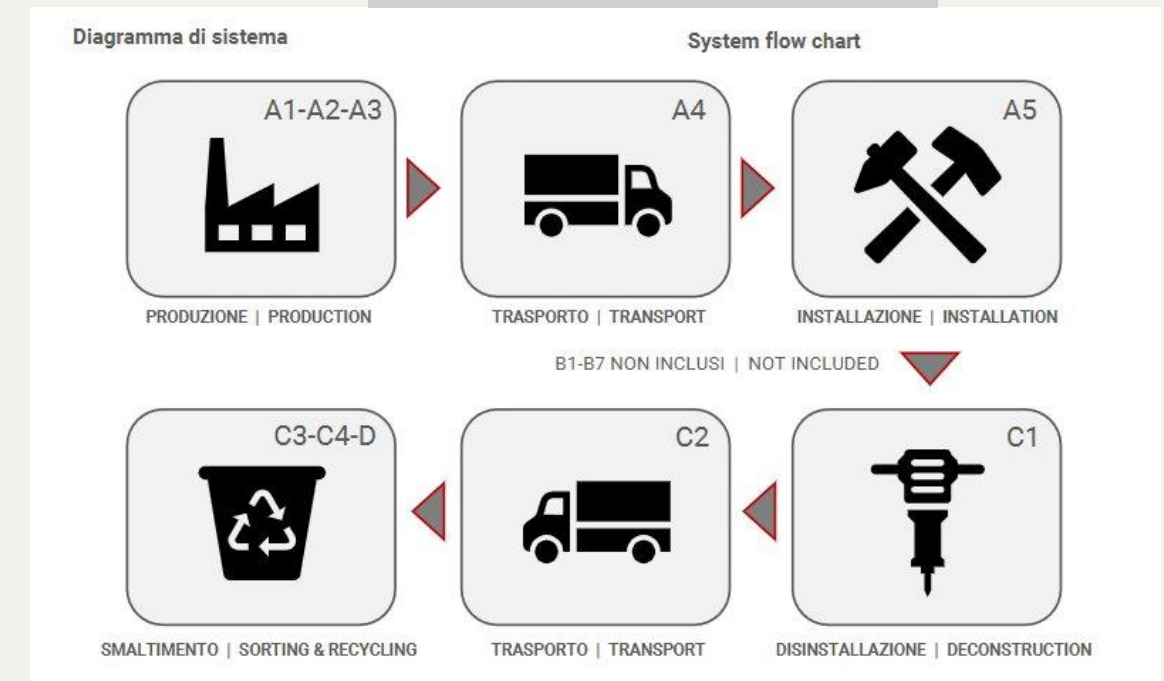 Diagramma di sistema
System flow chart
A1-A2-A3
A4
A5
PRODUZIONE | PRODUCTION
TRASPORTO | TRANSPORT
INSTALLAZIONE | INSTALLATION
B1-B7 NON INCLUSI | NOT INCLUDED
C3-C4-D
C2
C1
SMALTIMENTO | SORTING & RECYCLING
TRASPORTO | TRANSPORT
DISINSTALLAZIONE | DECONSTRUCTION